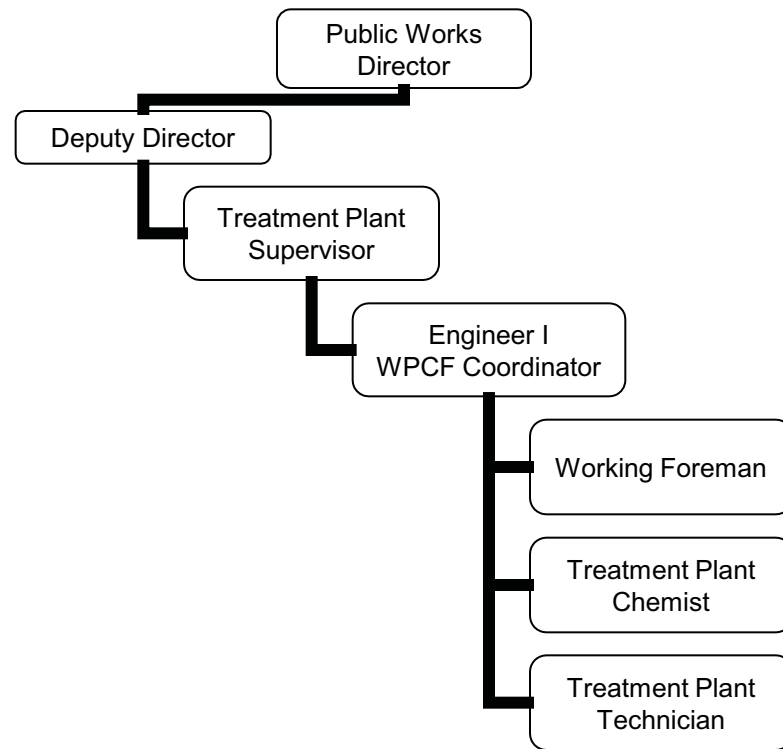 Public Works
Director
Deputy Director
Treatment Plant
Supervisor
Engineer I
WPCF Coordinator
Working Foreman
Treatment Plant
Chemist
Treatment Plant
Technician